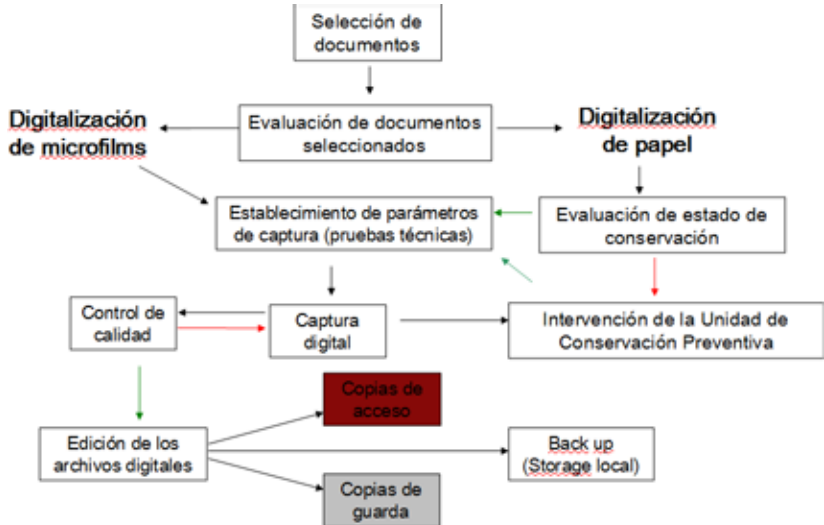 Selección de
documentos
Digitalización
de microfilms
Evaluación de documentos
seleccionados
Digitalización
de papel
Establecimiento de parámetros
de captura (pruebas técnicas)
Evaluación de estado de
conservación
Control de
calidad
Captura
digital
Intervención de la Unidad de
Conservación Preventiva
Copias de
acceso
Edición de los
archivos digitales
Back up
(Storage local)
Copias de
guarda